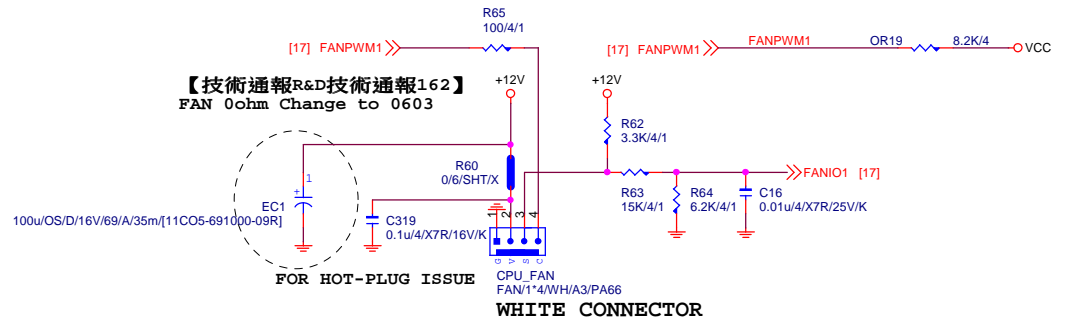 R65
100/4/1
[17] FANPWM1
[17] FANPWM1
FANPWM1
OR19
8.2K/4
VCC
【技術通報R&D技術通報162】
FAN 0ohm Change to 0603
+12V
+12V
R62
3.3K/4/1
R60
0/6/SHT/X
R63
15K/4/1
R64
6.2K/4/1
C16
0.01u/4/X7R/25V/K
FANIO1 [17]
1
+
EC1
100u/OS/D/16V/69/A/35m/[11CO5-691000-09R]
C319
0.1u/4/X7R/16V/K
1 2 3 4
G V S C
FOR HOT-PLUG ISSUE
CPU_FAN
FAN/1*4/WH/A3/PA66
WHITE CONNECTOR